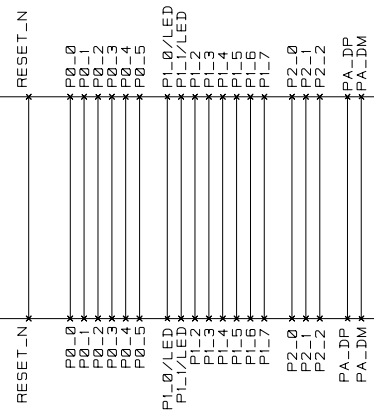 RESET_N
P0_0
P0_1
P0_2
P0_3
P0_4
P0_5
P1_0/LED
P1_1/LED
P1_2
P1_3
P1_4
P1_5
P1_6
P1_7
P2_0
P2_1
P2_2
PA_DP
PA_DM
RESET_N
P0_0
P0_1
P0_2
P0_3
P0_4
P0_5
P1_0/LED
P1_1/LED
P1_2
P1_3
P1_4
P1_5
P1_6
P1_7
P2_0
P2_1
P2_2
PA_DP
PA_DM